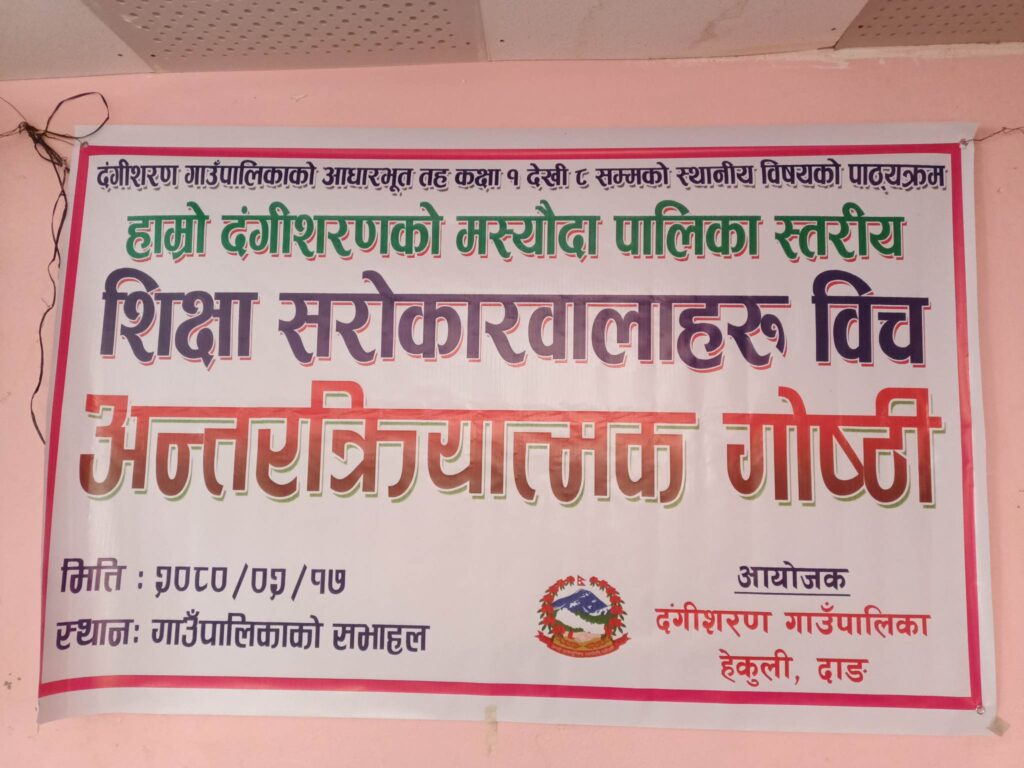 दंगीशरण गाउँपालिकाको आधारभूत तह कक्षा १ देखी ८ सम्मको स्थानीय विषयको पाठ्यक्रम
हाम्रो दंगीशरणको मस्यौदा पालिका स्तरीय
शिक्षा सरोकारवालाहरु विच
अन्तरक्रियात्मक गोष्ठी
मिति : २०८०/०२/१७
स्थानः गाउँपालिकाको सभाहल
आयोजक
दंगीशरण गाउँपालिका
हेकुली, दाङ